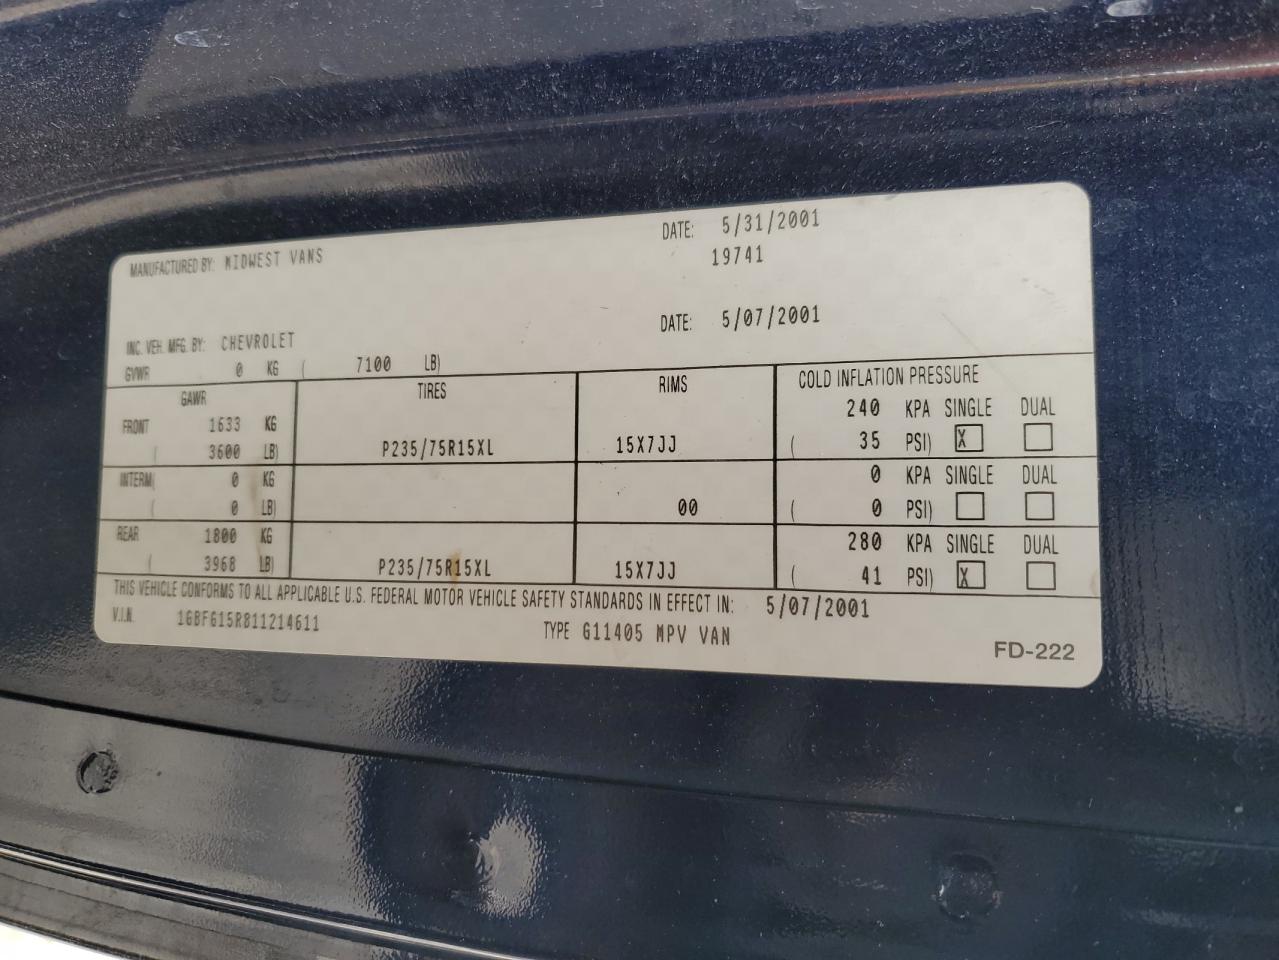 MANUFACTURED BY: MIDWEST VANS DATE: 5/31/2001
19741
INC. VEH. MFG. BY: CHEVROLET DATE: 5/07/2001
GVWR 0 KG ( 7100 LB)
GAWR TIRES RIMS COLD INFLATION PRESSURE
FRONT 1633 KG 240 KPA SINGLE DUAL
( 3600 LB) P235/75R15XL 15X7JJ ( 35 PSI) X
INTERM 0 KG 0 KPA SINGLE DUAL
( 0 LB) 00 ( 0 PSI)
REAR 1800 KG 280 KPA SINGLE DUAL
( 3968 LB) P235/75R15XL 15X7JJ ( 41 PSI) X
THIS VEHICLE CONFORMS TO ALL APPLICABLE U.S. FEDERAL MOTOR VEHICLE SAFETY STANDARDS IN EFFECT IN: 5/07/2001
V.I.N. 1GBFG15R811214611 TYPE G11405 MPV VAN
FD-222